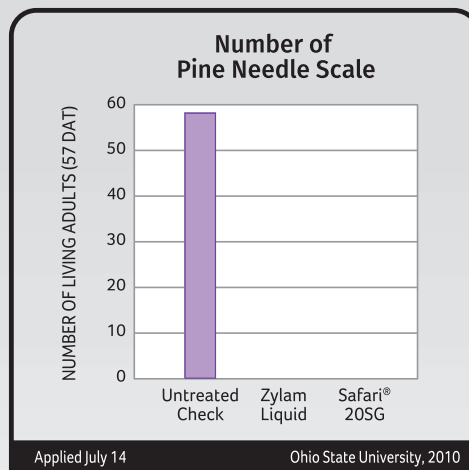 Number of
Pine Needle Scale
NUMBER OF LIVING ADULTS (57 DAT)
60
50
40
30
20
10
0
Untreated Check
Zylam Liquid
Safari® 20SG
Applied July 14
Ohio State University, 2010